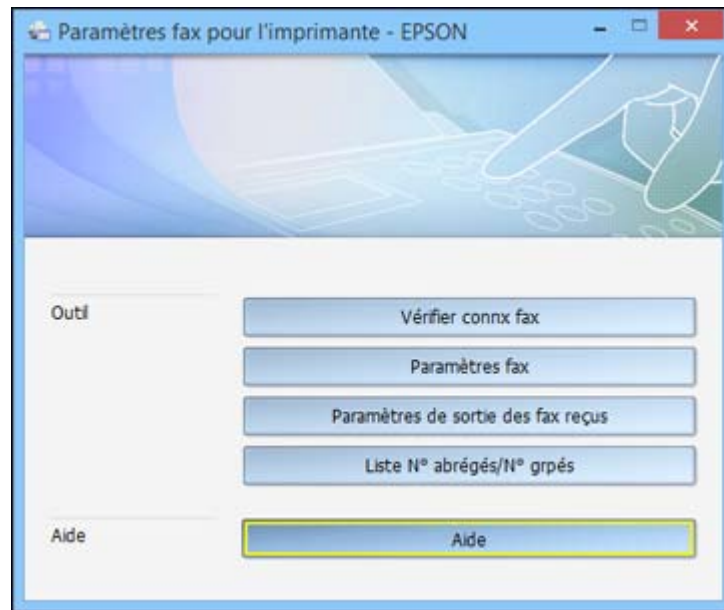 Paramètres fax pour l'imprimante - EPSON
Outil
Vérifier connx fax
Paramètres fax
Paramètres de sortie des fax reçus
Liste N° abrégés/N° grpés
Aide
Aide